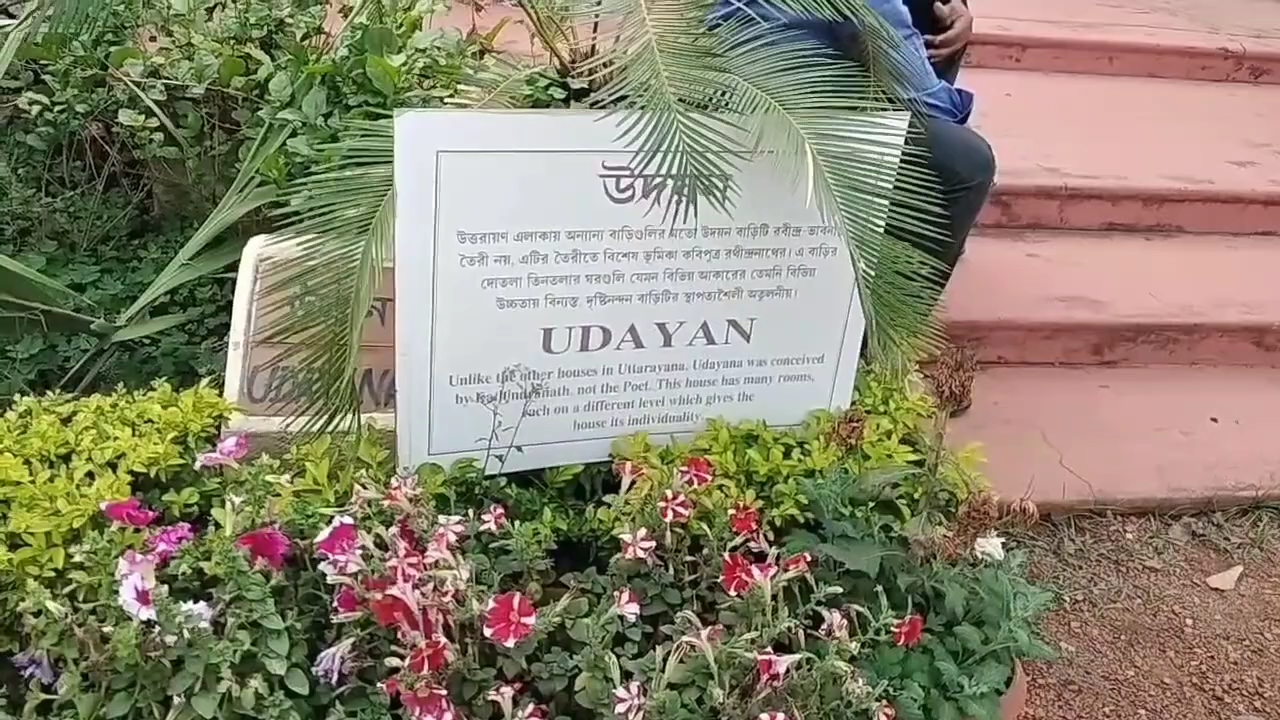 উত্তরায়ণ এলাকায় অন্যান্য বাড়িগুলির মতো উদয়ন বাড়িটি রবীন্দ্র-ভাবনা
তৈরী নয়, এটির তৈরীতে বিশেষ ভূমিকা কবিপুত্র রথীন্দ্রনাথের। এ বাড়ির
দোতলা তিনতলার ঘরগুলি যেমন বিভিন্ন আকারের তেমনি বিভিন্ন
উচ্চতায় বিন্যস্ত, দৃষ্টিনন্দন বাড়িটির স্থাপত্যশৈলী অতুলনীয়।
UDAYAN
Unlike the other houses in Uttarayana, Udayana was conceived
by Rathindranath, not the Poet. This house has many rooms,
each on a different level which gives the
house its individuality.